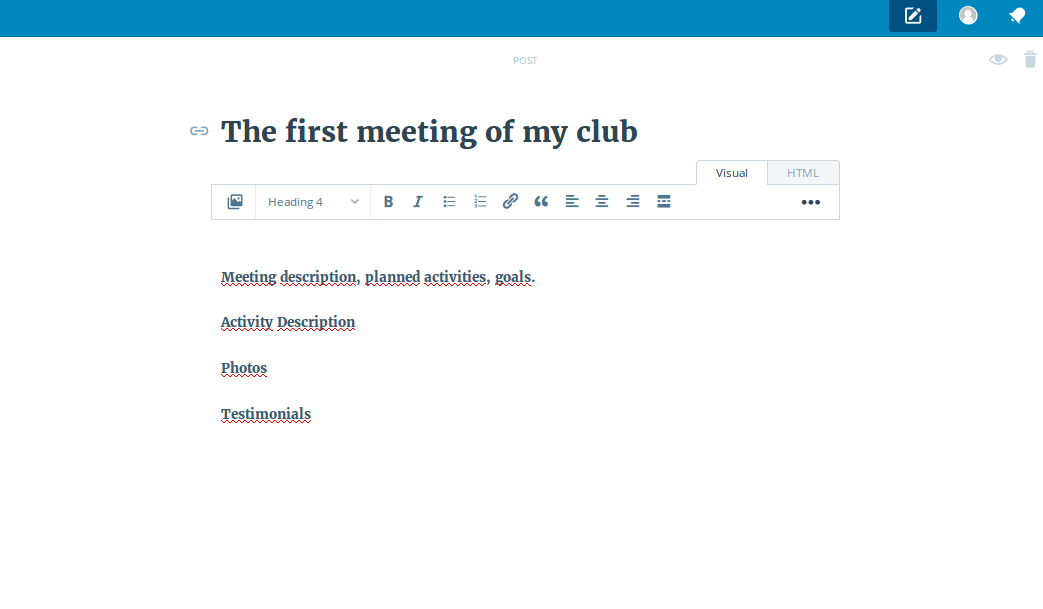 POST
The first meeting of my club
Visual HTML
Heading 4 B I
Meeting description, planned activities, goals.
Activity Description
Photos
Testimonials